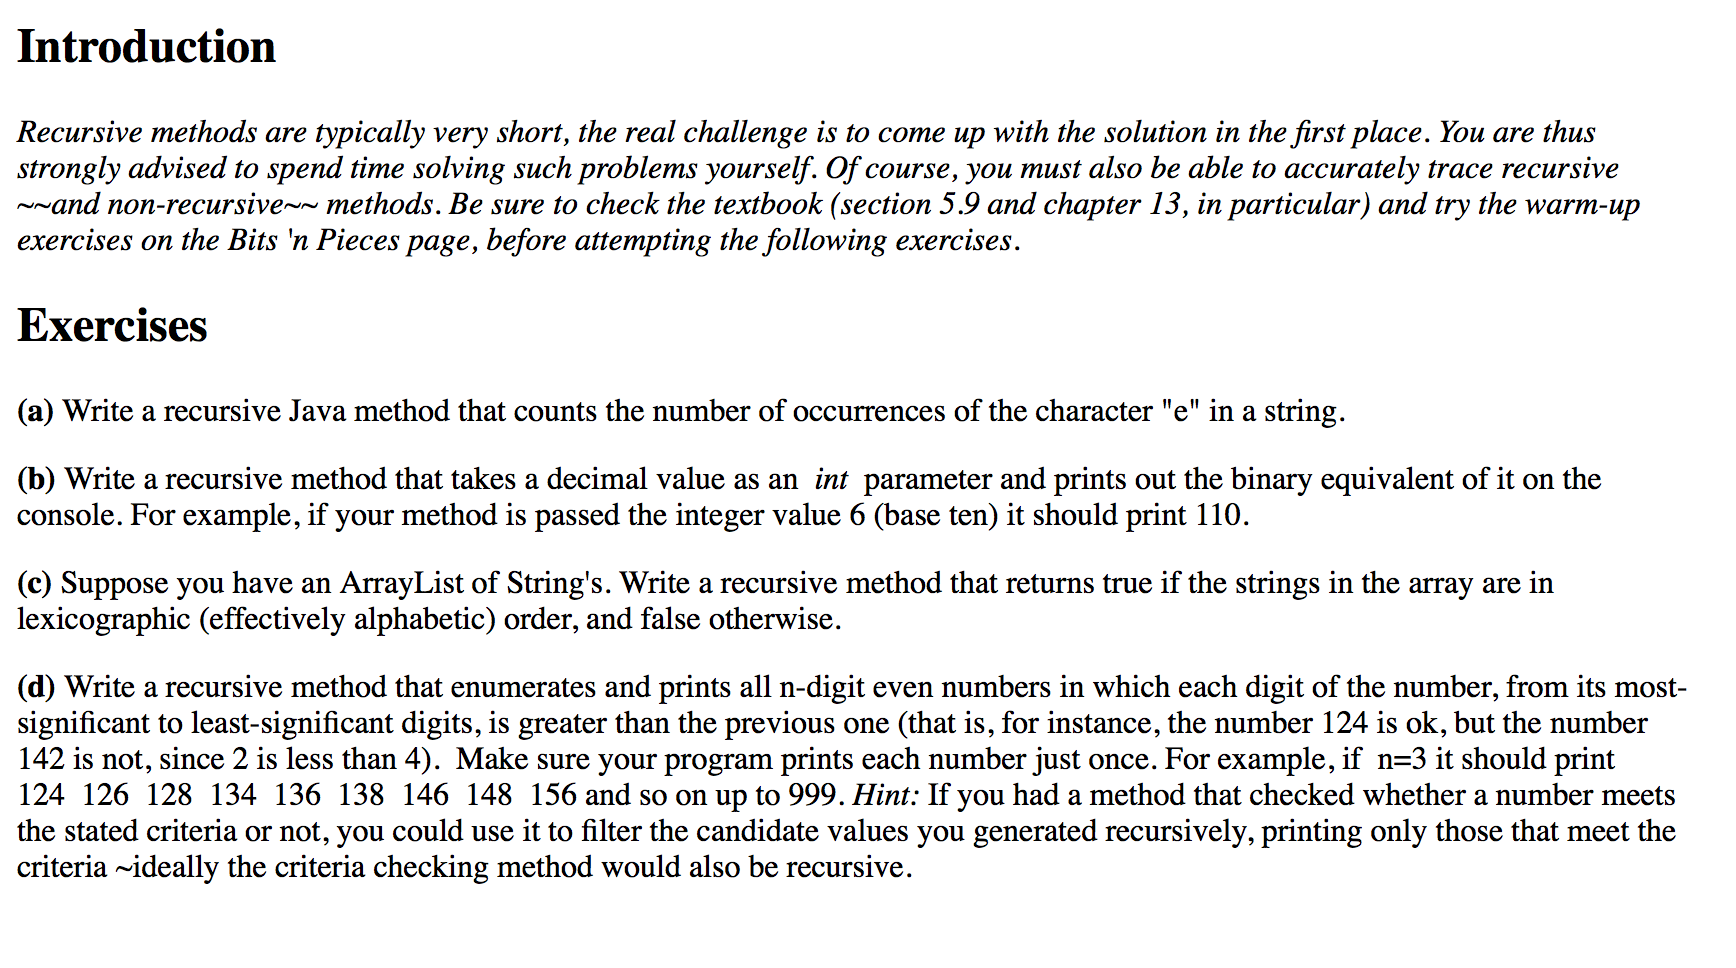 Introduction
Recursive methods are typically very short, the real challenge is to come up with the solution in the first place. You are thus
strongly advised to spend time solving such problems yourself. Of course, you must also be able to accurately trace recursive
~~and non-recursive~~ methods. Be sure to check the textbook (section 5.9 and chapter 13, in particular) and try the warm-up
exercises on the Bits 'n Pieces page, before attempting the following exercises.
Exercises
(a) Write a recursive Java method that counts the number of occurrences of the character "e" in a string.
(b) Write a recursive method that takes a decimal value as an int parameter and prints out the binary equivalent of it on the
console. For example, if your method is passed the integer value 6 (base ten) it should print 110.
(c) Suppose you have an ArrayList of String's. Write a recursive method that returns true if the strings in the array are in
lexicographic (effectively alphabetic) order, and false otherwise.
(d) Write a recursive method that enumerates and prints all n-digit even numbers in which each digit of the number, from its most-
significant to least-significant digits, is greater than the previous one (that is, for instance, the number 124 is ok, but the number
142 is not, since 2 is less than 4).  Make sure your program prints each number just once. For example, if  n=3 it should print
124  126  128  134  136  138  146  148  156 and so on up to 999. Hint: If you had a method that checked whether a number meets
the stated criteria or not, you could use it to filter the candidate values you generated recursively, printing only those that meet the
criteria ~ideally the criteria checking method would also be recursive.